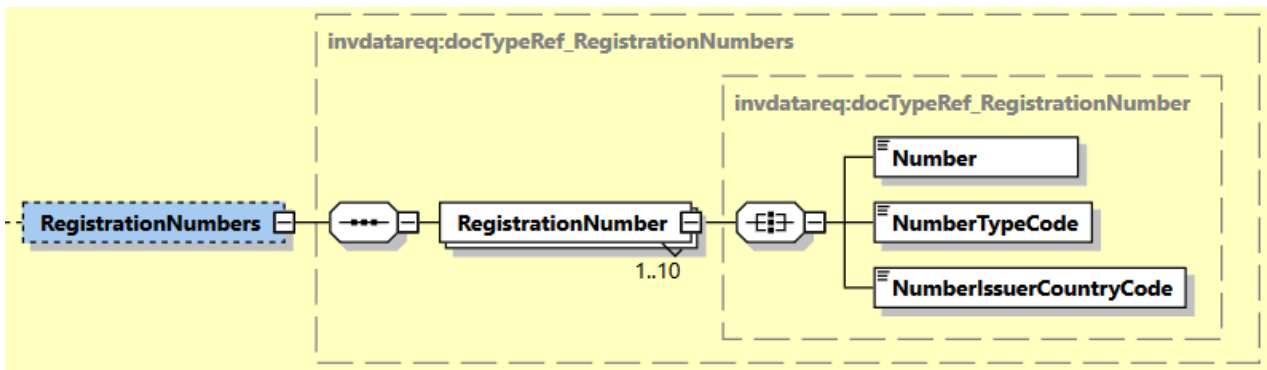 invdatareq:docTypeRef_RegistrationNumbers
invdatareq:docTypeRef_RegistrationNumber
Number
RegistrationNumbers
RegistrationNumber
NumberTypeCode
1..10
NumberIssuerCountryCode